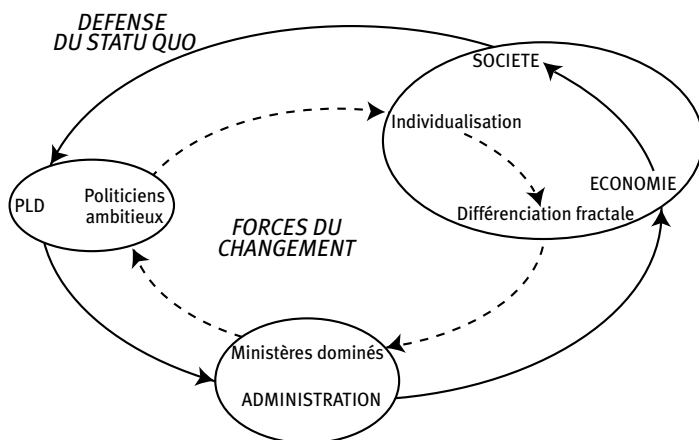 DEFENSE
DU STATU QUO
SOCIETE
Individualisation
ECONOMIE
Différenciation fractale
PLD
Politiciens
ambitieux
FORCES DU
CHANGEMENT
Ministères dominés
ADMINISTRATION